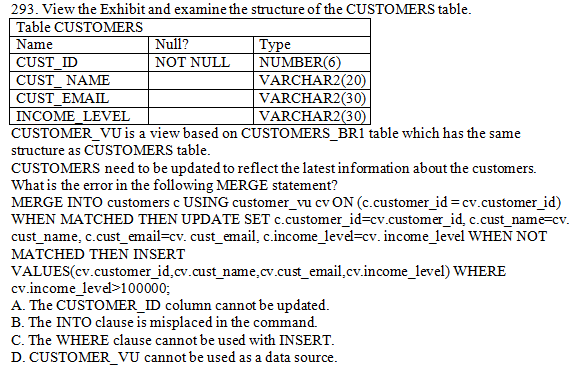 293. View the Exhibit and examine the structure of the CUSTOMERS table.
Table CUSTOMERS
Name Null? Type
CUST_ID NOT NULL NUMBER(6)
CUST_ NAME VARCHAR2(20)
CUST_EMAIL VARCHAR2(30)
INCOME_LEVEL VARCHAR2(30)
CUSTOMER_VU is a view based on CUSTOMERS_BR1 table which has the same
structure as CUSTOMERS table.
CUSTOMERS need to be updated to reflect the latest information about the customers.
What is the error in the following MERGE statement?
MERGE INTO customers c USING customer_vu cv ON (c.customer_id = cv.customer_id)
WHEN MATCHED THEN UPDATE SET c.customer_id=cv.customer_id, c.cust_name=cv.
cust_name, c.cust_email=cv. cust_email, c.income_level=cv. income_level WHEN NOT
MATCHED THEN INSERT
VALUES(cv.customer_id,cv.cust_name,cv.cust_email,cv.income_level) WHERE
cv.income_level>100000;
A. The CUSTOMER_ID column cannot be updated.
B. The INTO clause is misplaced in the command.
C. The WHERE clause cannot be used with INSERT.
D. CUSTOMER_VU cannot be used as a data source.